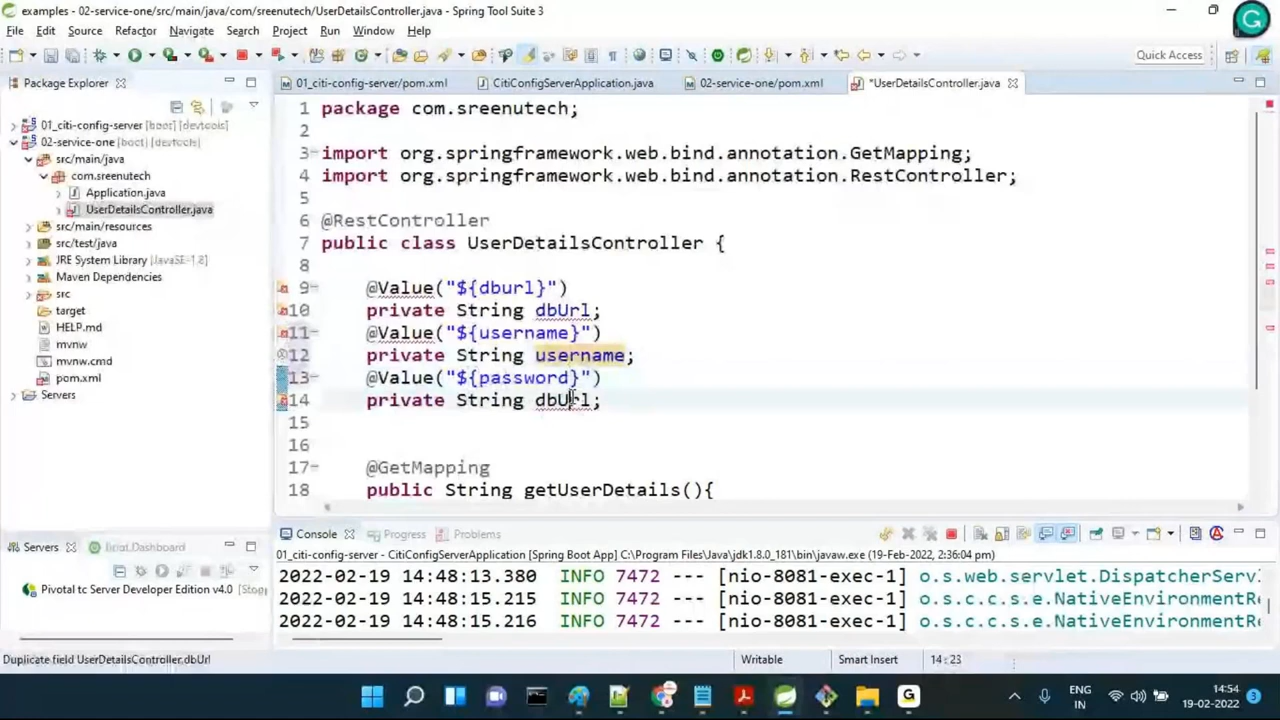 examples - 02-service-one/src/main/java/com/sreenutech/UserDetailsController.java - Spring Tool Suite 3
File Edit Source Refactor Navigate Search Project Run Window Help
Quick Access
Package Explorer
01_citi-config-server/pom.xml CitiConfigServerApplication.java 02-service-one/pom.xml *UserDetailsController.java
01_citi-config-server [boot] [devtools]
02-service-one [boot] [devtools]
src/main/java
com.sreenutech
Application.java
UserDetailsController.java
src/main/resources
src/test/java
JRE System Library [JavaSE-1.8]
Maven Dependencies
src
target
HELP.md
mvnw
mvnw.cmd
pom.xml
Servers
1 package com.sreenutech;
2
3 import org.springframework.web.bind.annotation.GetMapping;
4 import org.springframework.web.bind.annotation.RestController;
5
6 @RestController
7 public class UserDetailsController {
8
9 @Value("${dburl}")
10 private String dbUrl;
11 @Value("${username}")
12 private String username;
13 @Value("${password}")
14 private String dbUrl;
15
16
17 @GetMapping
18 public String getUserDetails(){
Servers Boot Dashboard
Pivotal tc Server Developer Edition v4.0 [Stop
Console Progress Problems
01_citi-config-server - CitiConfigServerApplication [Spring Boot App] C:\Program Files\Java\jdk1.8.0_181\bin\javaw.exe (19-Feb-2022, 2:36:04 pm)
2022-02-19 14:48:13.380 INFO 7472 --- [nio-8081-exec-1] o.s.web.servlet.DispatcherServ
2022-02-19 14:48:15.215 INFO 7472 --- [nio-8081-exec-1] o.s.c.c.s.e.NativeEnvironmentRe
2022-02-19 14:48:15.216 INFO 7472 --- [nio-8081-exec-1] o.s.c.c.s.e.NativeEnvironmentRe
Duplicate field UserDetailsController.dbUrl Writable Smart Insert 14:23
ENG
IN
14:54
19-02-2022
3